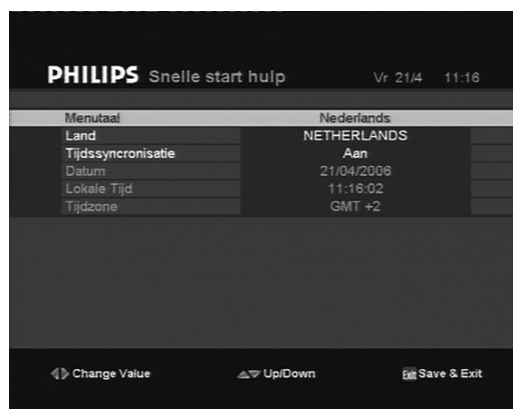 PHILIPS Snelle start hulp Vr 21/4 11:16
Menutaal Nederlands
Land NETHERLANDS
Tijdssyncronisatie Aan
Datum 21/04/2006
Lokale Tijd 11:16:02
Tijdzone GMT +2
Change Value Up/Down Exit Save & Exit